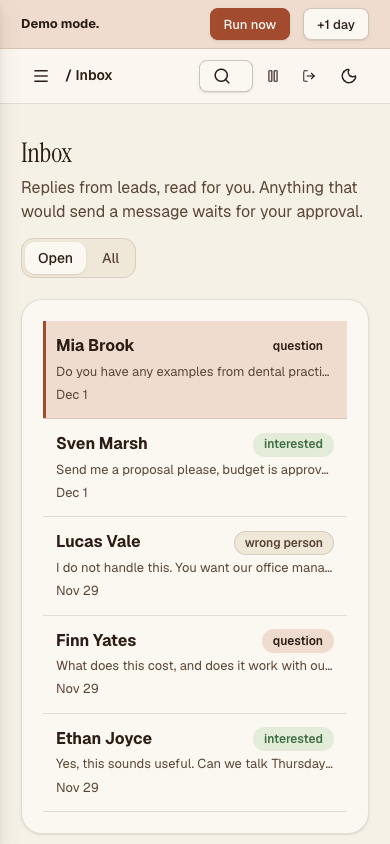 Demo mode.
Run now
+1 day
/ Inbox
Inbox
Replies from leads, read for you. Anything that
would send a message waits for your approval.
Open
All
Mia Brook
question
Do you have any examples from dental practi…
Dec 1
Sven Marsh
interested
Send me a proposal please, budget is approv…
Dec 1
Lucas Vale
wrong person
I do not handle this. You want our office mana…
Nov 29
Finn Yates
question
What does this cost, and does it work with ou…
Nov 29
Ethan Joyce
interested
Yes, this sounds useful. Can we talk Thursday…
Nov 29